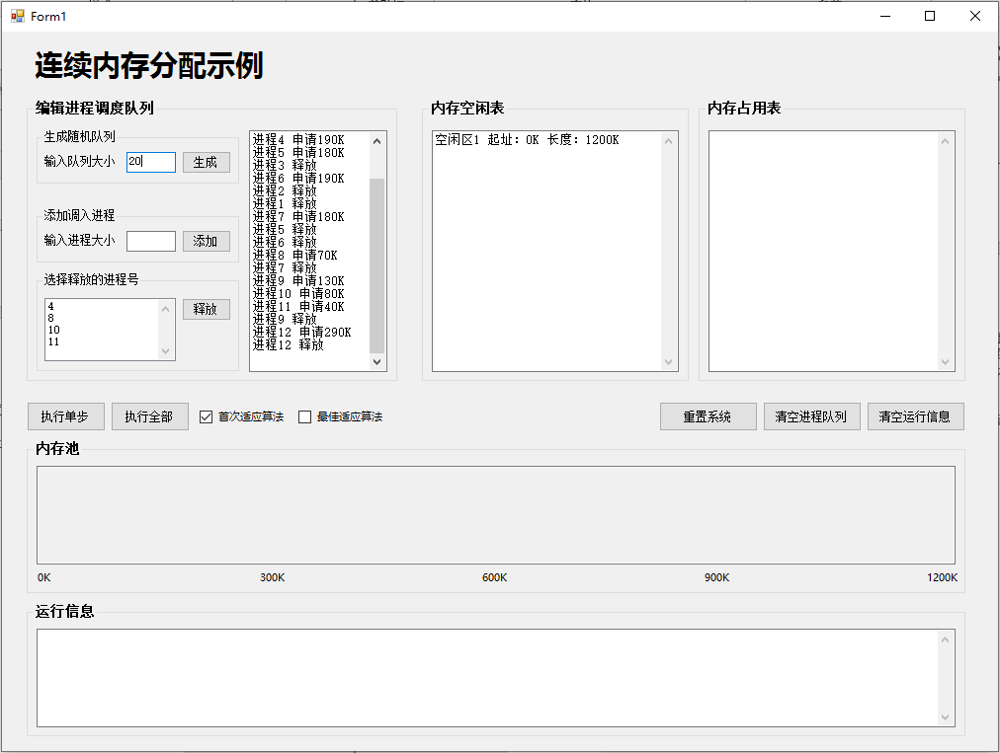 Form1
连续内存分配示例
编辑进程调度队列
生成随机队列
输入队列大小 20 生成
添加调入进程
输入进程大小 添加
选择释放的进程号
4
8
10
11
释放
进程4 申请190K
进程5 申请180K
进程3 释放
进程6 申请190K
进程2 释放
进程1 释放
进程7 申请180K
进程5 释放
进程6 释放
进程8 申请70K
进程7 释放
进程9 申请130K
进程10 申请80K
进程11 申请40K
进程9 释放
进程12 申请290K
进程12 释放
内存空闲表
空闲区1 起址: 0K 长度: 1200K
内存占用表
执行单步 执行全部 首次适应算法 最佳适应算法 重置系统 清空进程队列 清空运行信息
内存池
0K 300K 600K 900K 1200K
运行信息